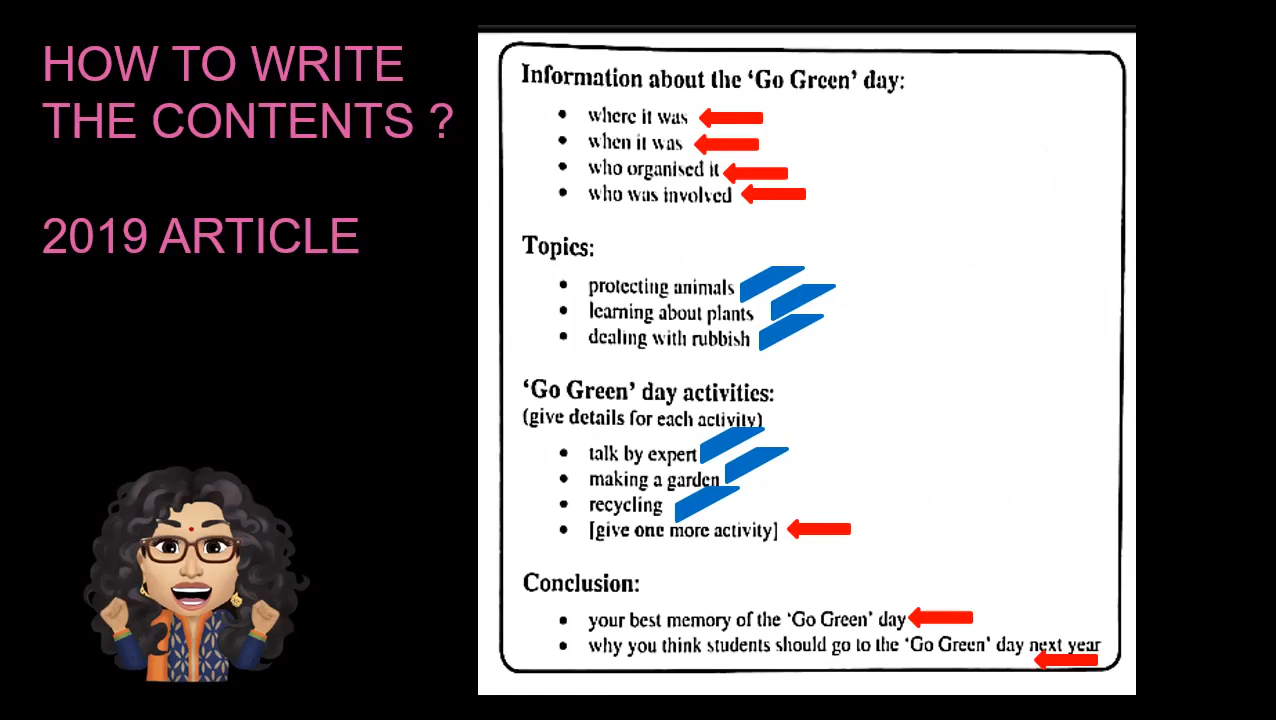 HOW TO WRITE
THE CONTENTS ?
2019 ARTICLE
Information about the ‘Go Green’ day:
• where it was
• when it was
• who organised it
• who was involved
Topics:
• protecting animals
• learning about plants
• dealing with rubbish
‘Go Green’ day activities:
(give details for each activity)
• talk by expert
• making a garden
• recycling
• [give one more activity]
Conclusion:
• your best memory of the ‘Go Green’ day
• why you think students should go to the ‘Go Green’ day next year